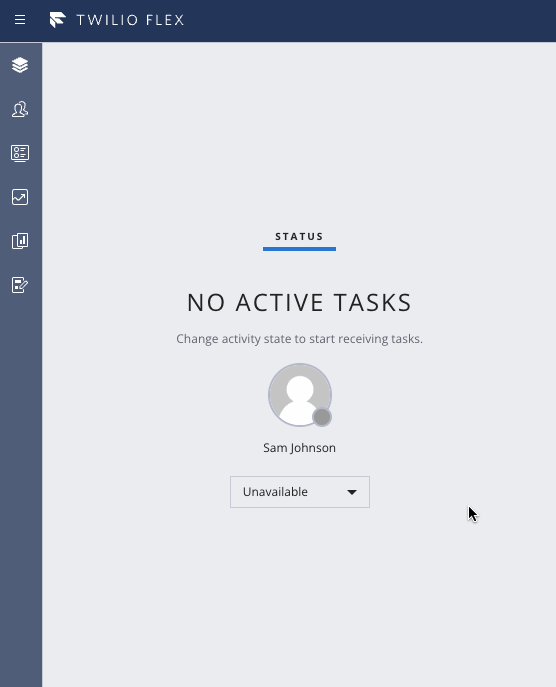 TWILIO FLEX
STATUS
NO ACTIVE TASKS
Change activity state to start receiving tasks.
Sam Johnson
Unavailable